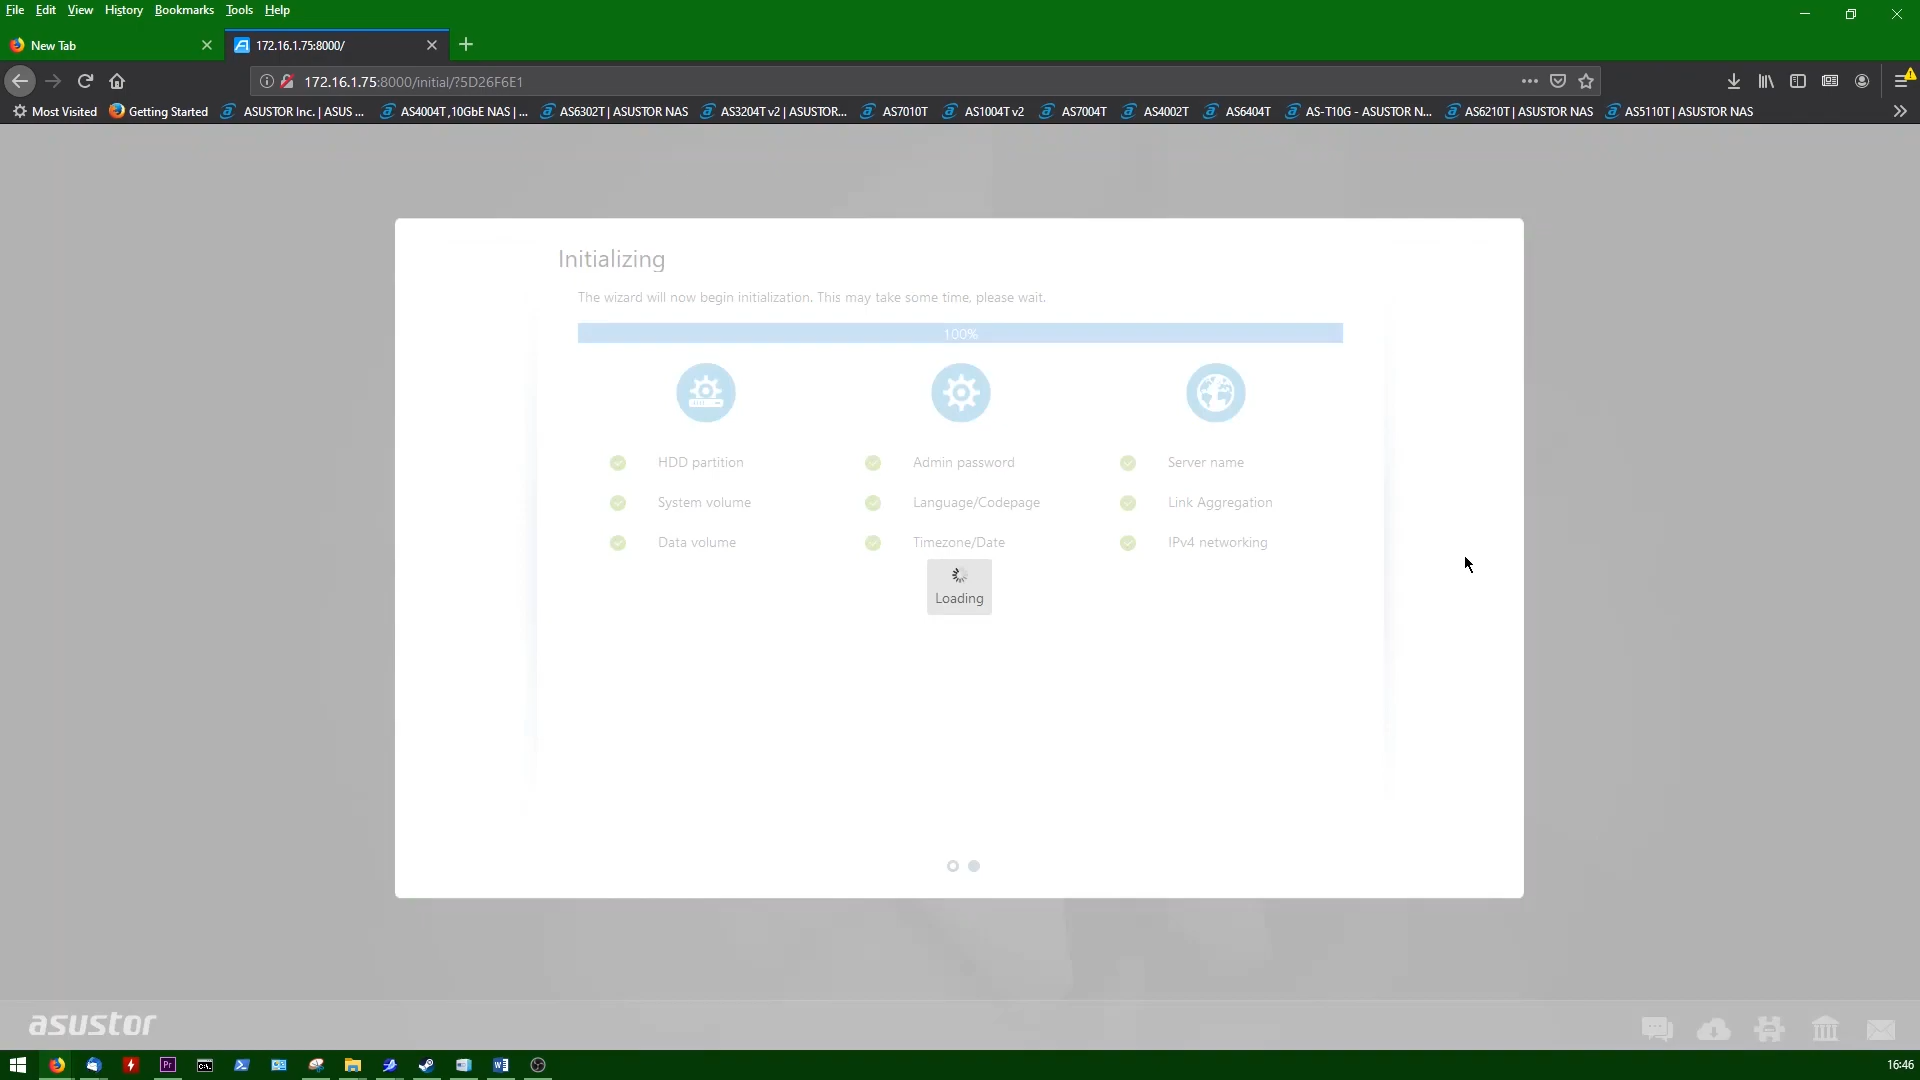 File Edit View History Bookmarks Tools Help
New Tab
172.16.1.75:8000/
172.16.1.75:8000/initial/?5D26F6E1
Most Visited Getting Started ASUSTOR Inc. | ASUS ... AS4004T ,10GbE NAS | ... AS6302T | ASUSTOR NAS AS3204T v2 | ASUSTOR... AS7010T AS1004T v2 AS7004T AS4002T AS6404T AS-T10G - ASUSTOR N... AS6210T | ASUSTOR NAS AS5110T | ASUSTOR NAS
Initializing
The wizard will now begin initialization. This may take some time, please wait.
100%
HDD partition Admin password Server name
System volume Language/Codepage Link Aggregation
Data volume Timezone/Date IPv4 networking
Loading
asustor
Pr
16:46